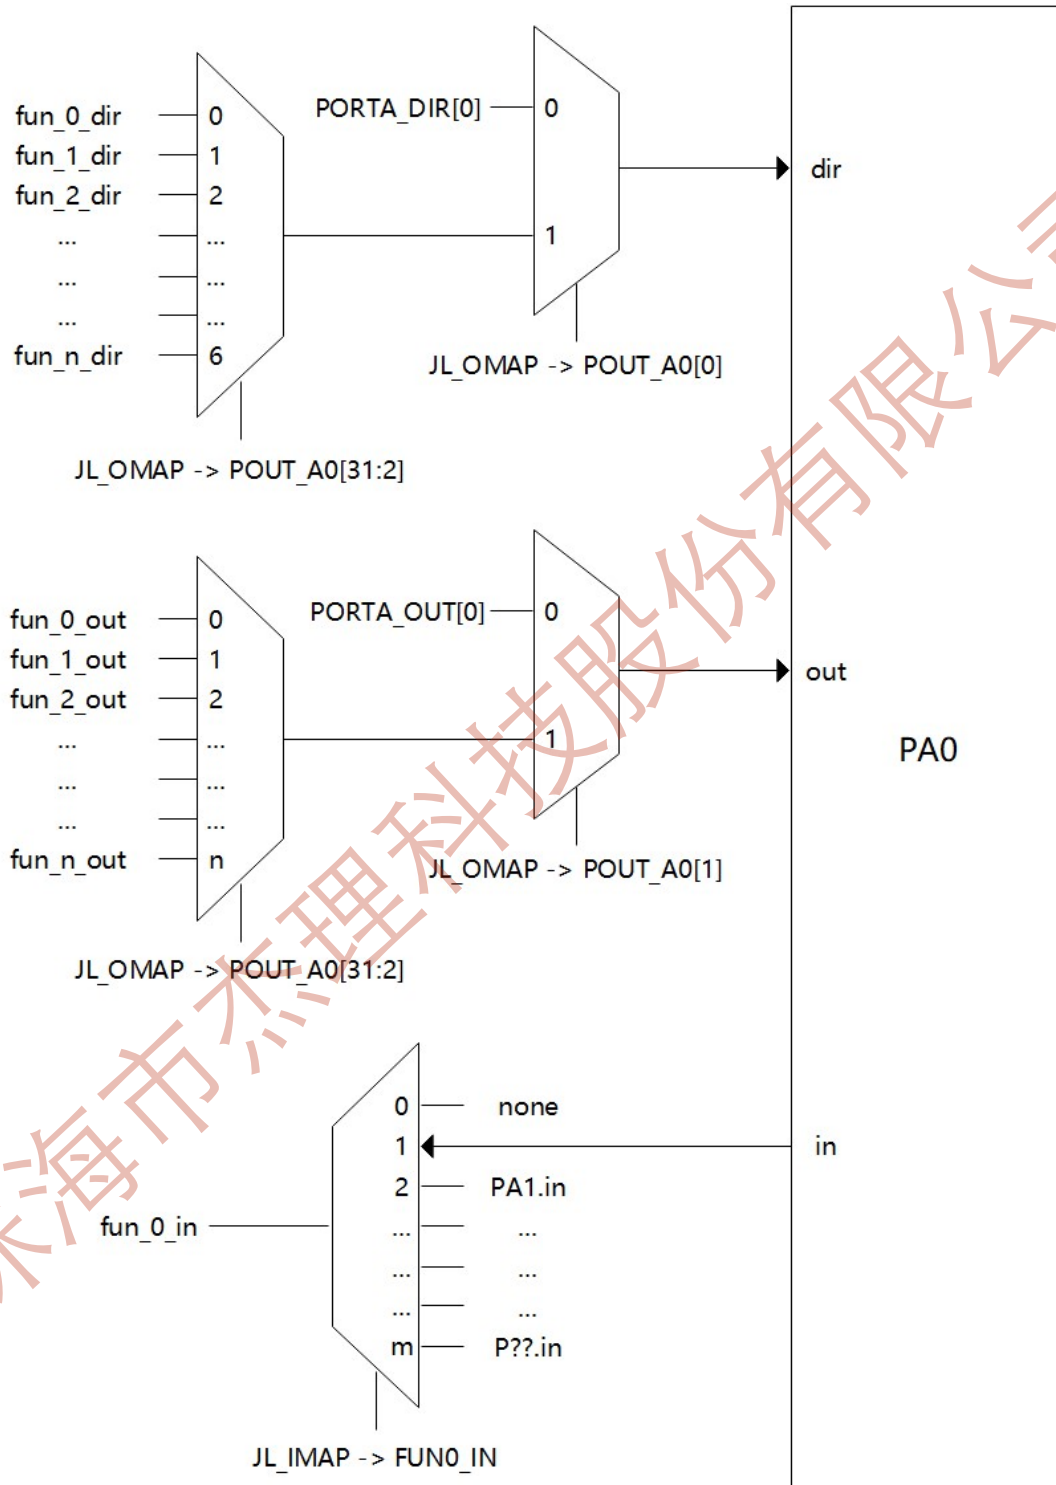 fun_0_dir
fun_1_dir
fun_2_dir
...
...
...
fun_n_dir
0
1
2
...
...
...
6
JL_OMAP -> POUT_A0[31:2]
PORTA_DIR[0]
0
1
JL_OMAP -> POUT_A0[0]
dir
fun_0_out
fun_1_out
fun_2_out
...
...
...
fun_n_out
0
1
2
...
...
...
n
JL_OMAP -> POUT_A0[31:2]
PORTA_OUT[0]
0
1
JL_OMAP -> POUT_A0[1]
out
PA0
fun_0_in
0
1
2
...
...
...
m
none
PA1.in
...
...
...
P??.in
in
JL_IMAP -> FUN0_IN
珠海市杰理科技股份有限公司